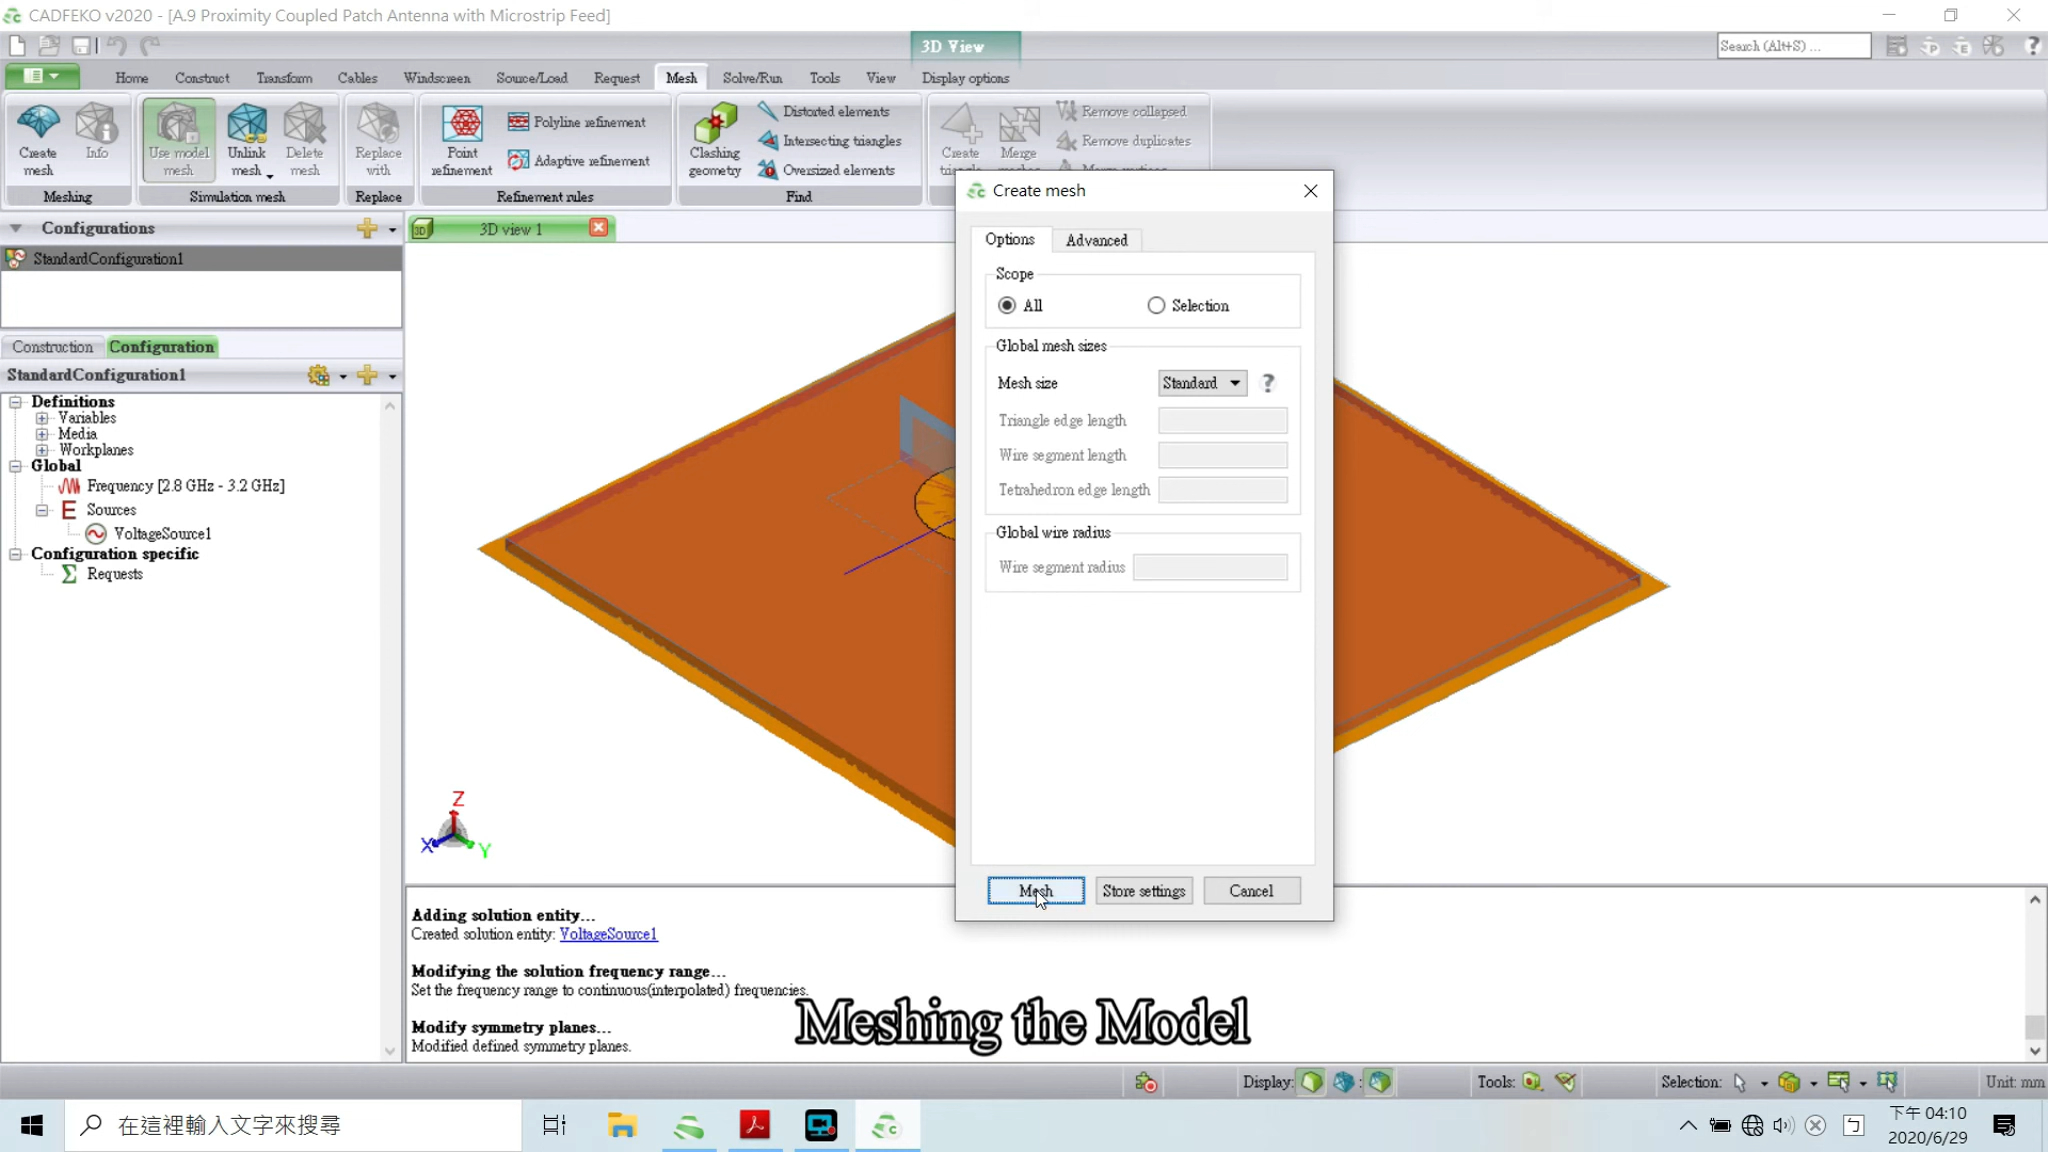 CADFEKO v2020 - [A.9 Proximity Coupled Patch Antenna with Microstrip Feed]
3D View
Search (Alt+S) ...
Home Construct Transform Cables Windscreen Source/Load Request Mesh Solve/Run Tools View Display options
Create mesh
Info
Use model mesh
Unlink mesh
Delete mesh
Replace with
Point refinement
Polyline refinement
Adaptive refinement
Clashing geometry
Distorted elements
Intersecting triangles
Oversized elements
Create
Merge
Remove collapsed
Remove duplicates
Meshing
Simulation mesh
Replace
Refinement rules
Find
Configurations
StandardConfiguration1
Construction Configuration
StandardConfiguration1
Definitions
Variables
Media
Workplanes
Global
Frequency [2.8 GHz - 3.2 GHz]
E Sources
VoltageSource1
Configuration specific
Σ Requests
3D
3D view 1
Z
X
Y
Create mesh
Options Advanced
Scope
All Selection
Global mesh sizes
Mesh size Standard ?
Triangle edge length
Wire segment length
Tetrahedron edge length
Global wire radius
Wire segment radius
Mesh Store settings Cancel
Adding solution entity...
Created solution entity: VoltageSource1
Modifying the solution frequency range...
Set the frequency range to continuous(interpolated) frequencies.
Modify symmetry planes...
Modified defined symmetry planes.
Meshing the Model
Display: Tools: Selection: Unit: mm
在這裡輸入文字來搜尋
下午 04:10
2020/6/29